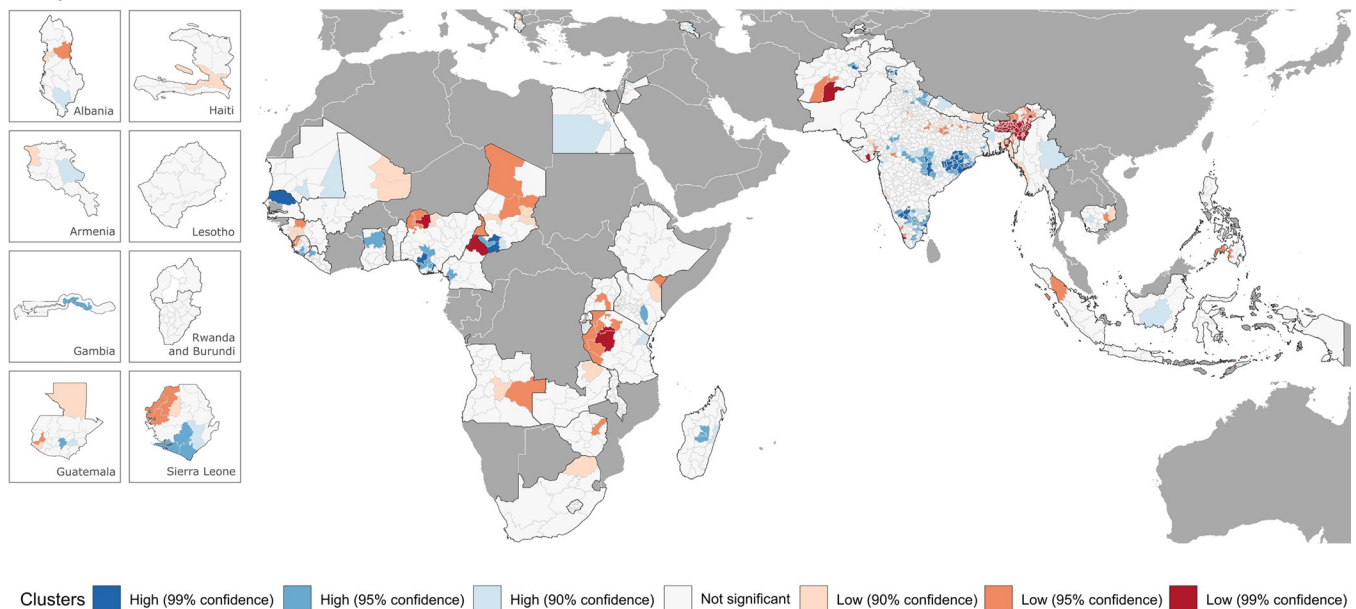 Albania
Haiti
Armenia
Lesotho
Gambia
Rwanda
and Burundi
Guatemala
Sierra Leone
Clusters High (99% confidence) High (95% confidence) High (90% confidence) Not significant Low (90% confidence) Low (95% confidence) Low (99% confidence)